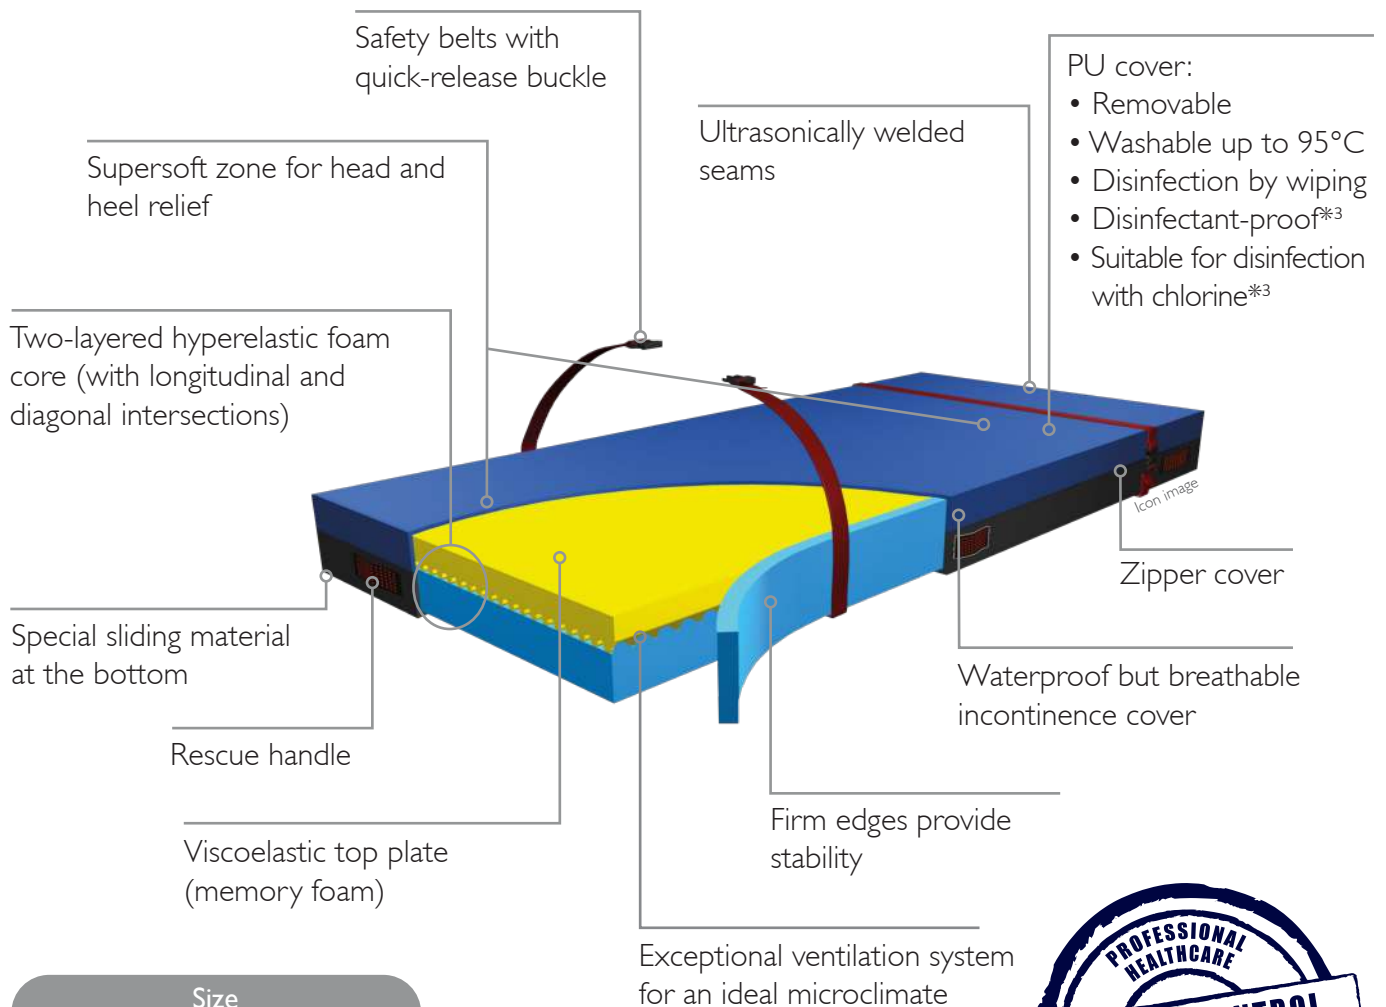 Safety belts with
quick-release buckle
PU cover:
• Removable
• Washable up to 95°C
• Disinfection by wiping
• Disinfectant-proof*3
• Suitable for disinfection
with chlorine*3
Ultrasonically welded
seams
Supersoft zone for head and
heel relief
Two-layered hyperelastic foam
core (with longitudinal and
diagonal intersections)
Icon image
Zipper cover
Special sliding material
at the bottom
Waterproof but breathable
incontinence cover
Rescue handle
Firm edges provide
stability
Viscoelastic top plate
(memory foam)
Exceptional ventilation system
for an ideal microclimate
PROFESSIONAL
HEALTHCARE
Size